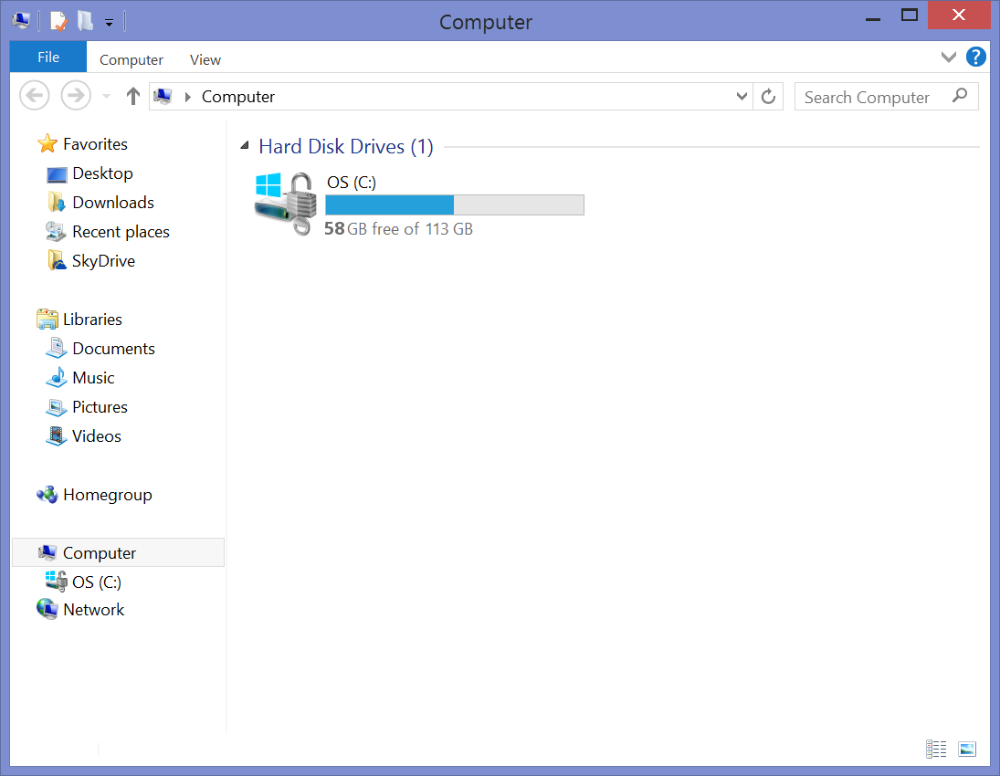 Computer
File
Computer
View
?
Computer
Search Computer
Favorites
Desktop
Downloads
Recent places
SkyDrive
Libraries
Documents
Music
Pictures
Videos
Homegroup
Computer
OS (C:)
Network
Hard Disk Drives (1)
OS (C:)
58 GB free of 113 GB